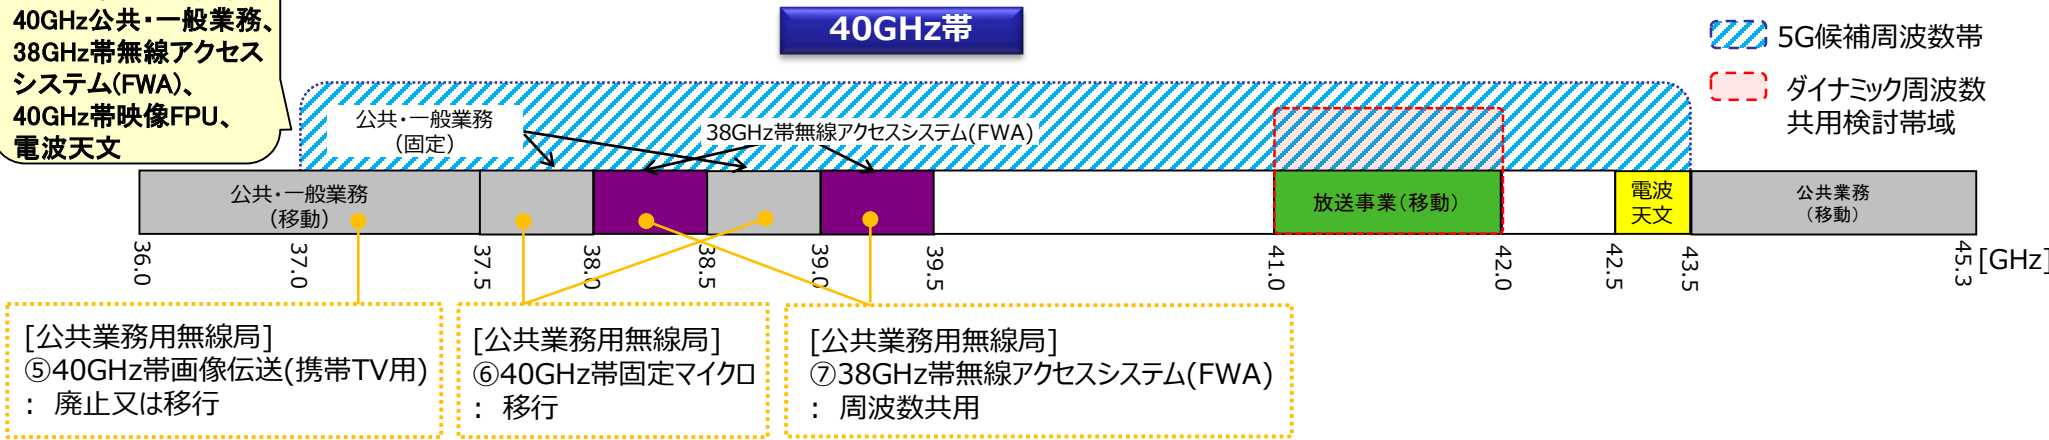 40GHz公共・一般業務、
38GHz帯無線アクセス
システム(FWA)、
40GHz帯映像FPU、
電波天文
40GHz帯
5G候補周波数帯
ダイナミック周波数
共用検討帯域
公共・一般業務
(固定)
38GHz帯無線アクセスシステム(FWA)
公共・一般業務
(移動)
放送事業(移動)
電波
天文
公共業務
(移動)
36.0
37.0
37.5
38.0
38.5
39.0
39.5
41.0
42.0
42.5
43.5
45.3
[GHz]
[公共業務用無線局]
⑤40GHz帯画像伝送(携帯TV用)
: 廃止又は移行
[公共業務用無線局]
⑥40GHz帯固定マイクロ
: 移行
[公共業務用無線局]
⑦38GHz帯無線アクセスシステム(FWA)
: 周波数共用